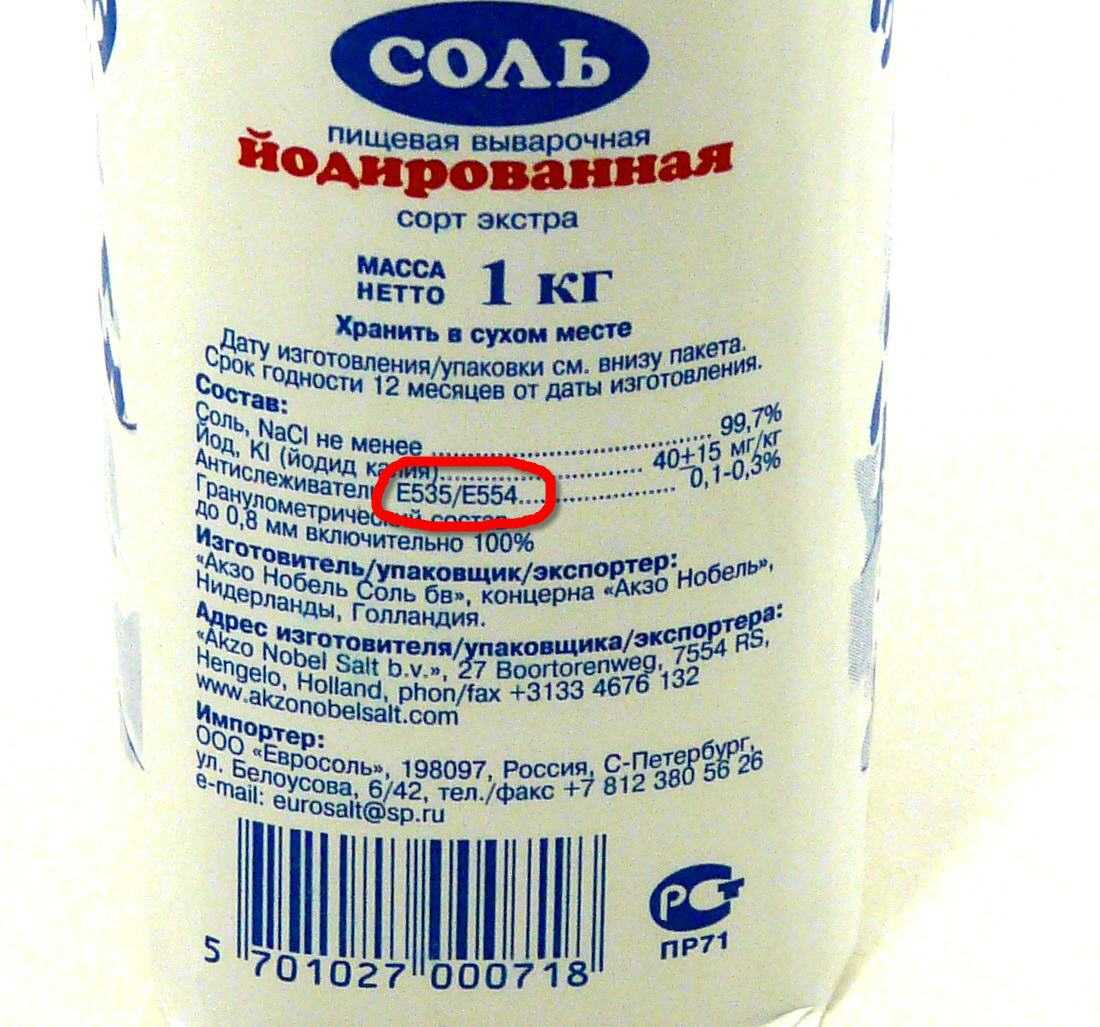 СОЛЬ
пищевая выварочная
йодированная
сорт экстра
МАССА НЕТТО 1 кг
Хранить в сухом месте
Дату изготовления/упаковки см. внизу пакета.
Срок годности 12 месяцев от даты изготовления.
Состав:
Соль, NaCl не менее .......... 99,7%
Йод, KI (йодид калия) .......... 40+15 мг/кг
Антислеживатель E535/E554 .......... 0,1-0,3%
Гранулометрический состав
до 0,8 мм включительно 100%
Изготовитель/упаковщик/экспортер:
«Акзо Нобель Соль бв», концерна «Акзо Нобель»,
Нидерланды, Голландия.
Адрес изготовителя/упаковщика/экспортера:
«Akzo Nobel Salt b.v.», 27 Boortorenweg, 7554 RS,
Hengelo, Holland, phon/fax +3133 4676 132
www.akzonobelsalt.com
Импортер:
ООО «Евросоль», 198097, Россия, С-Петербург,
ул. Белоусова, 6/42, тел./факс +7 812 380 56 26
e-mail: eurosalt@sp.ru
5 701027 000718
РСТ
ПР71